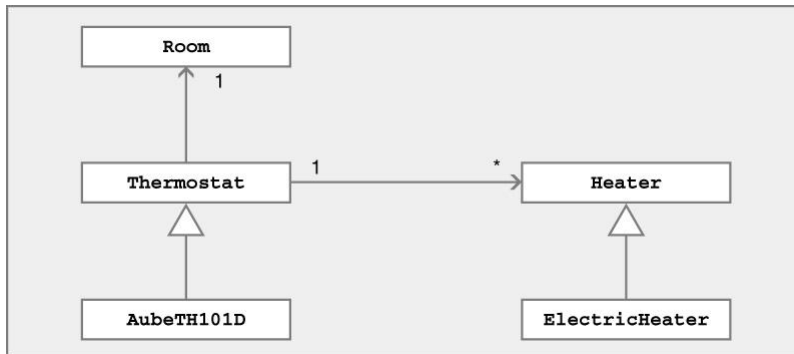 Room
1
Thermostat
1
*
Heater
AubeTH101D
ElectricHeater